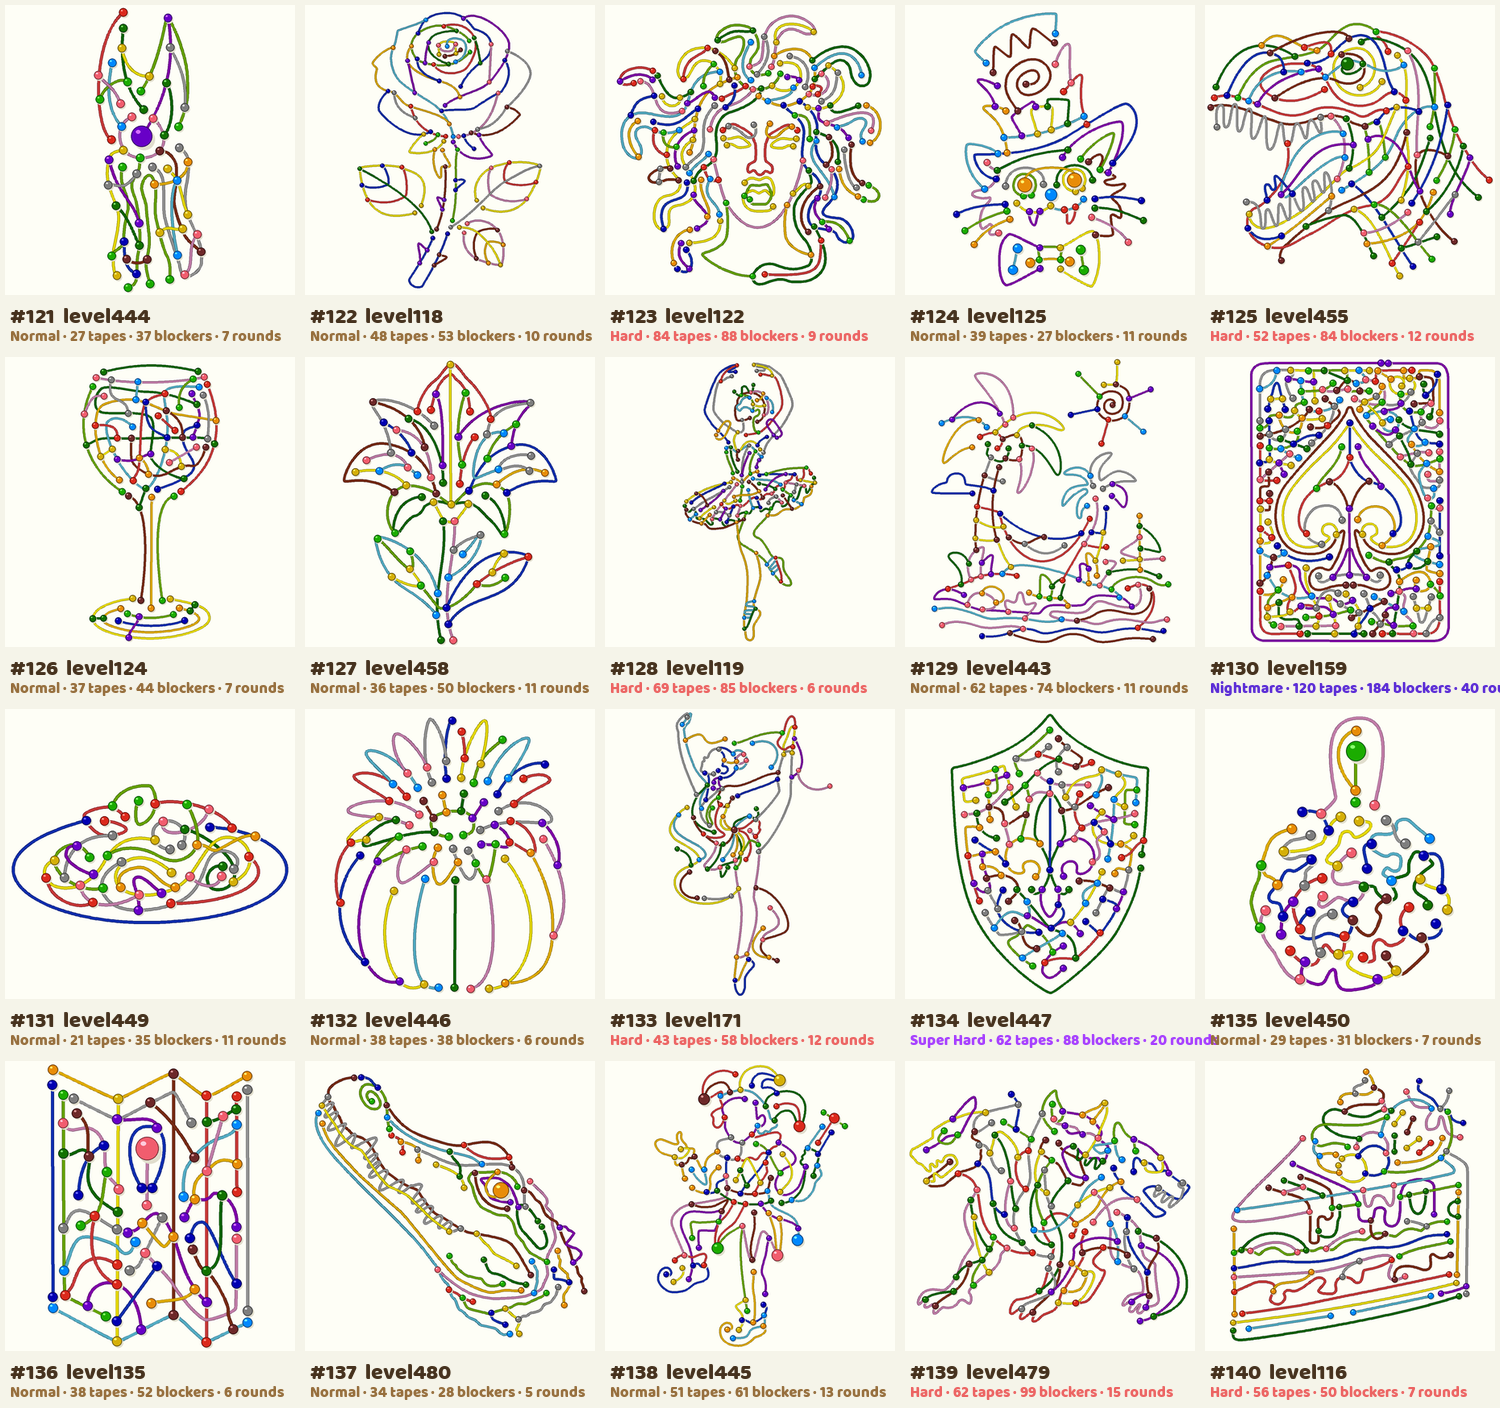 #121 level444
Normal · 27 tapes · 37 blockers · 7 rounds
#122 level118
Normal · 48 tapes · 53 blockers · 10 rounds
#123 level122
Hard · 84 tapes · 88 blockers · 9 rounds
#124 level125
Normal · 39 tapes · 27 blockers · 11 rounds
#125 level455
Hard · 52 tapes · 84 blockers · 12 rounds
#126 level124
Normal · 37 tapes · 44 blockers · 7 rounds
#127 level458
Normal · 36 tapes · 50 blockers · 11 rounds
#128 level119
Hard · 69 tapes · 85 blockers · 6 rounds
#129 level443
Normal · 62 tapes · 74 blockers · 11 rounds
#130 level159
Nightmare · 120 tapes · 184 blockers · 40 rou
#131 level449
Normal · 21 tapes · 35 blockers · 11 rounds
#132 level446
Normal · 38 tapes · 38 blockers · 6 rounds
#133 level171
Hard · 43 tapes · 58 blockers · 12 rounds
#134 level447
Super Hard · 62 tapes · 88 blockers · 20 rounds
#135 level450
Normal · 29 tapes · 31 blockers · 7 rounds
#136 level135
Normal · 38 tapes · 52 blockers · 6 rounds
#137 level480
Normal · 34 tapes · 28 blockers · 5 rounds
#138 level445
Normal · 51 tapes · 61 blockers · 13 rounds
#139 level479
Hard · 62 tapes · 99 blockers · 15 rounds
#140 level116
Hard · 56 tapes · 50 blockers · 7 rounds